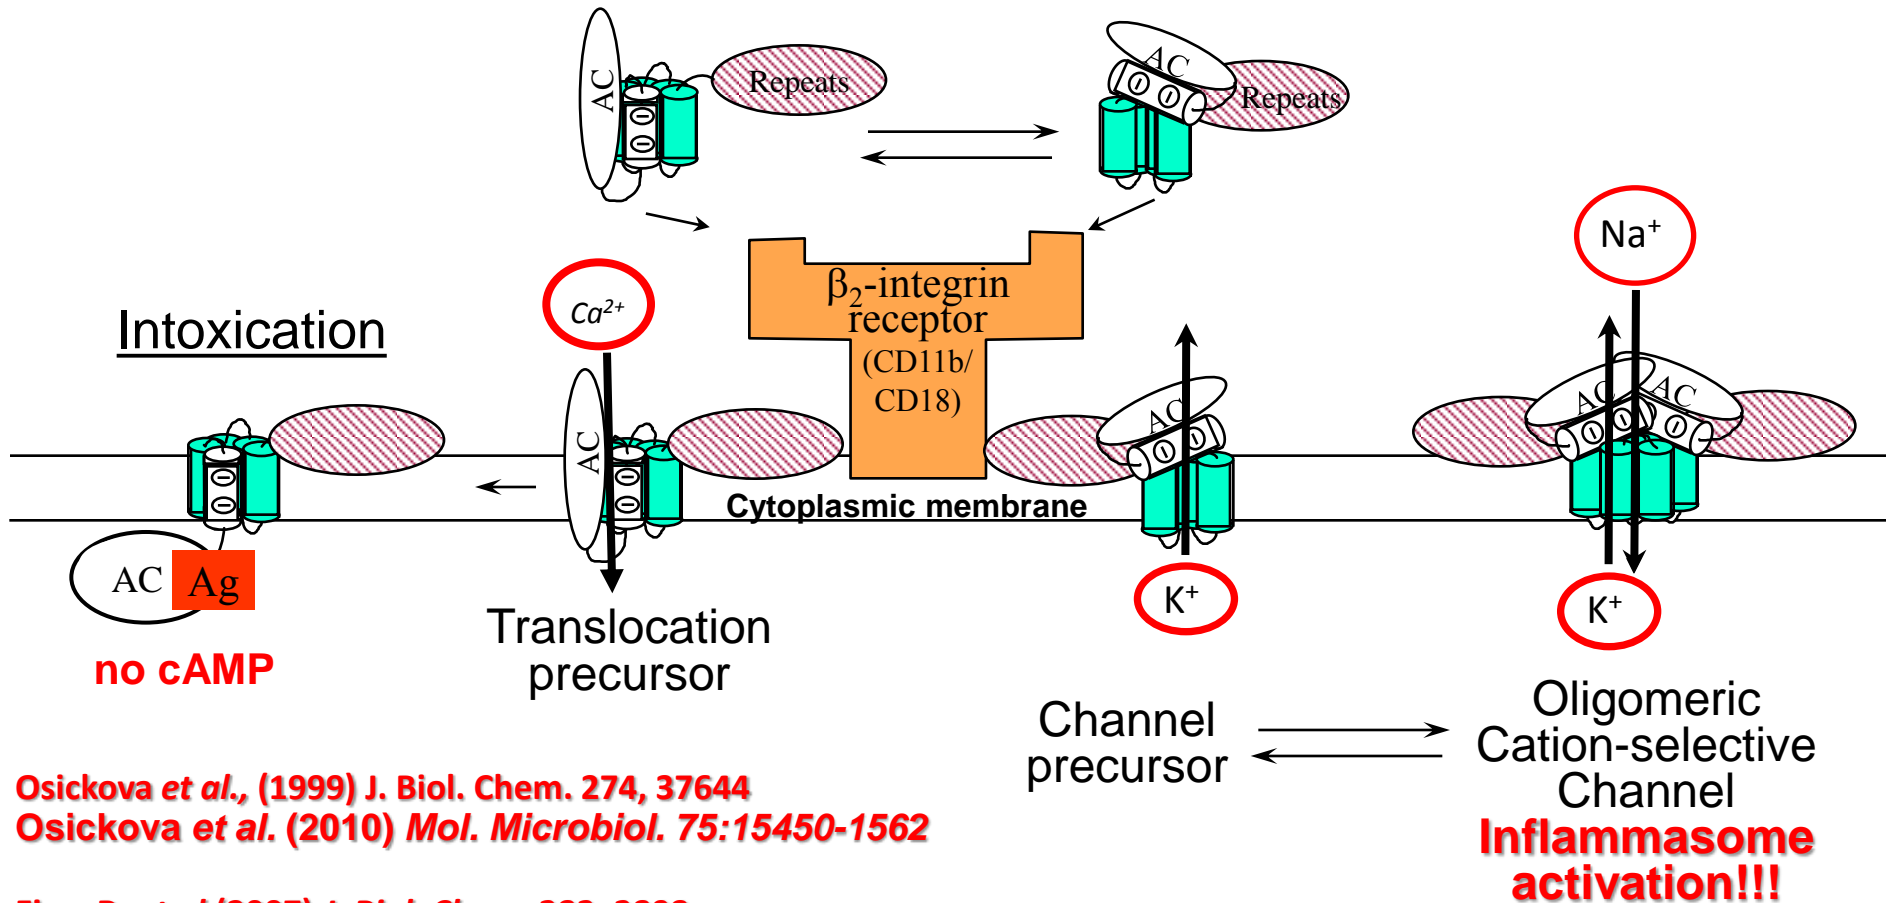 AC
Repeats
AC
Repeats
β2-integrin
receptor
(CD11b/
CD18)
Na⁺
Ca²⁺
Intoxication
AC
AC
AC
AC
Cytoplasmic membrane
AC
Ag
K⁺
K⁺
no cAMP
Translocation
precursor
Channel
precursor
Oligomeric
Cation-selective
Channel
Inflammasome
activation!!!
Osickova et al., (1999) J. Biol. Chem. 274, 37644
Osickova et al. (2010) Mol. Microbiol. 75:15450-1562